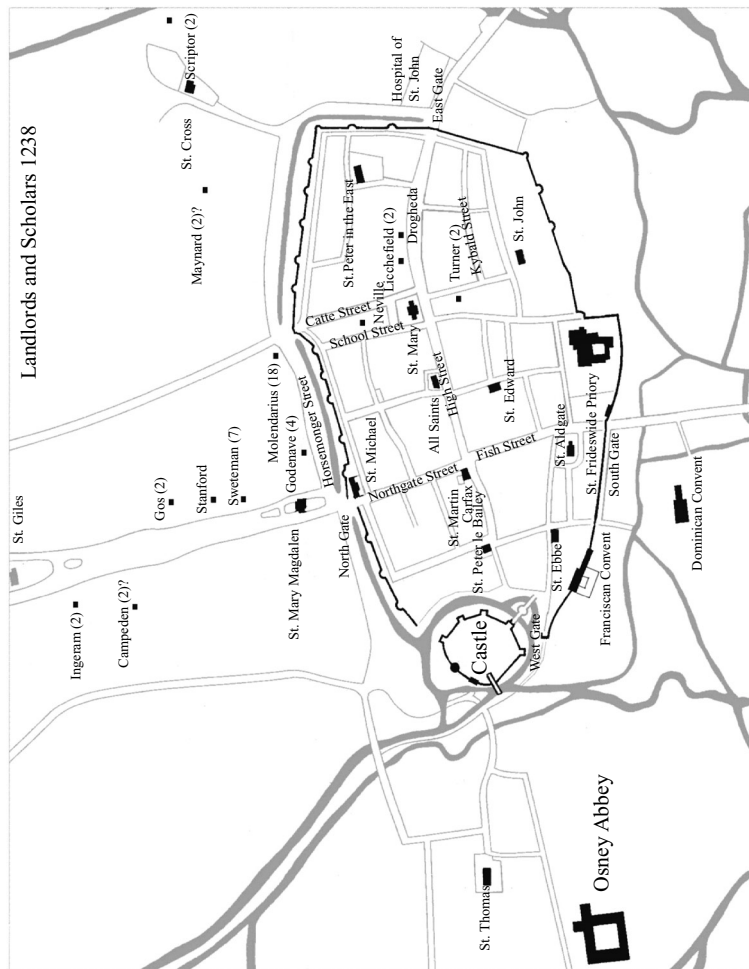 Landlords and Scholars 1238
St. Giles
Ingeram (2)
Campeden (2)?
Gos (2)
Stanford
Sweteman (7)
St. Mary Magdalen
Godenave (4)
Molendarius (18)
Horsemonger Street
Maynard (2)?
St. Cross
Scriptor (2)
North Gate
St. Michael
Northgate Street
School Street
Catte Street
Neville
St.Peter in the East
Licchefield (2)
Drogheda
Hospital of
St. John
East Gate
St. Mary
All Saints
High Street
Turner (2)
Kybald Street
St. John
St. Edward
Fish Street
St. Martin
Carfax
St. Peter le Bailey
Castle
West Gate
St. Ebbe
St. Aldgate
St. Frideswide Priory
South Gate
Franciscan Convent
Dominican Convent
St. Thomas
Osney Abbey